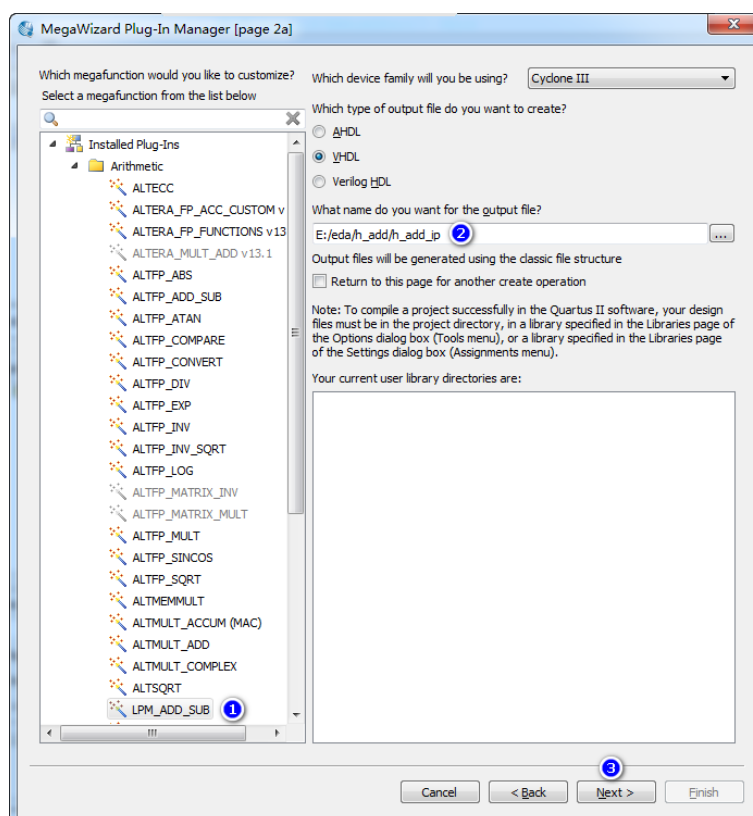 MegaWizard Plug-In Manager [page 2a]
Which megafunction would you like to customize?
Select a megafunction from the list below
Installed Plug-Ins
Arithmetic
ALTECC
ALTERA_FP_ACC_CUSTOM v
ALTERA_FP_FUNCTIONS v13
ALTERA_MULT_ADD v13.1
ALTFP_ABS
ALTFP_ADD_SUB
ALTFP_ATAN
ALTFP_COMPARE
ALTFP_CONVERT
ALTFP_DIV
ALTFP_EXP
ALTFP_INV
ALTFP_INV_SQRT
ALTFP_LOG
ALTFP_MATRIX_INV
ALTFP_MATRIX_MULT
ALTFP_MULT
ALTFP_SINCOS
ALTFP_SQRT
ALTMEMMULT
ALTMULT_ACCUM (MAC)
ALTMULT_ADD
ALTMULT_COMPLEX
ALTSQRT
LPM_ADD_SUB 1
Which device family will you be using? Cyclone III
Which type of output file do you want to create?
AHDL
VHDL
Verilog HDL
What name do you want for the output file?
E:/eda/h_add/h_add_ip 2 ...
Output files will be generated using the classic file structure
Return to this page for another create operation
Note: To compile a project successfully in the Quartus II software, your design
files must be in the project directory, in a library specified in the Libraries page of
the Options dialog box (Tools menu), or a library specified in the Libraries page
of the Settings dialog box (Assignments menu).
Your current user library directories are:
3
Cancel < Back Next > Finish